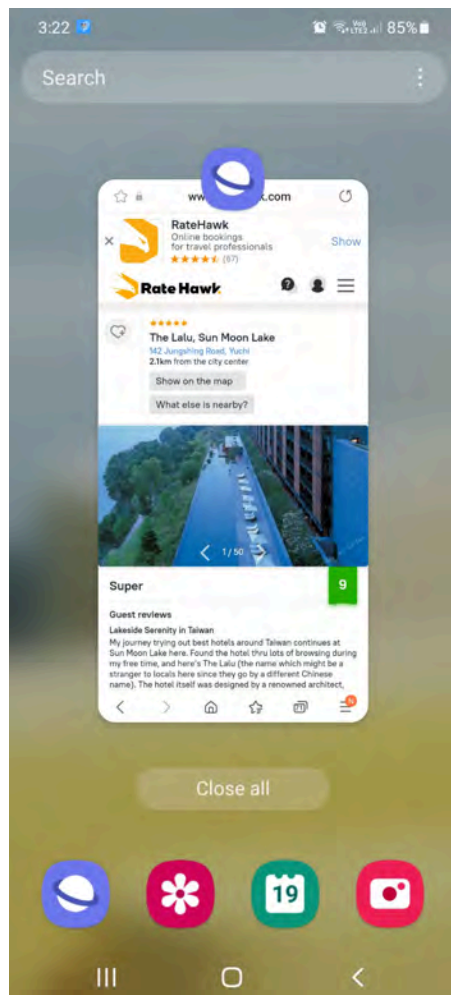 3:22
85%
Search
www
k.com
RateHawk
Online bookings
for travel professionals
(67)
Show
Rate Hawk
The Lalu, Sun Moon Lake
142 Jungshing Road, Yuchi
2.1km from the city center
Show on the map
What else is nearby?
1/50
Super
9
Guest reviews
Lakeside Serenity in Taiwan
My journey trying out best hotels around Taiwan continues at
Sun Moon Lake here. Found the hotel thru lots of browsing during
my free time, and here's The Lalu (the name which might be a
stranger to locals here since they go by a different Chinese
name). The hotel itself was designed by a renowned architect,
N
Close all
19